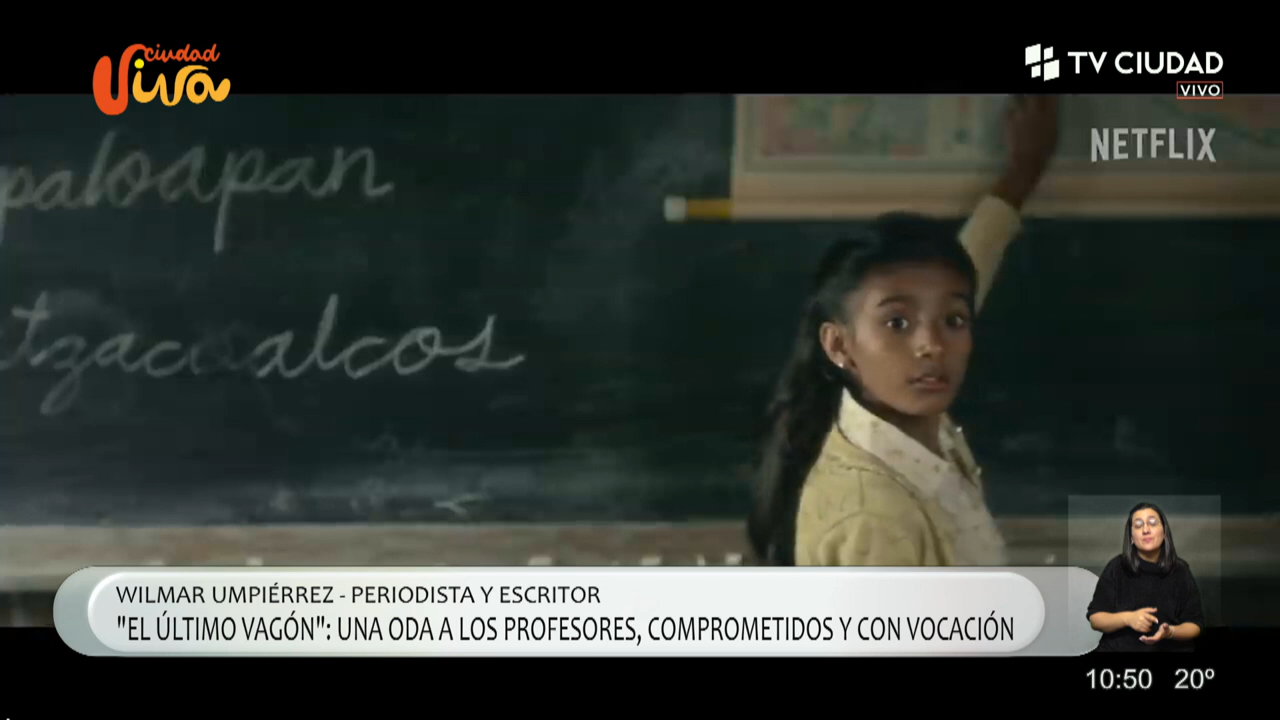 ciudad
Viva
TV CIUDAD
VIVO
NETFLIX
paloapan
tzacoalcos
WILMAR UMPIÉRREZ - PERIODISTA Y ESCRITOR
"EL ÚLTIMO VAGÓN": UNA ODA A LOS PROFESORES, COMPROMETIDOS Y CON VOCACIÓN
10:50 20º